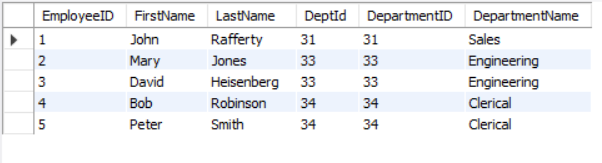 EmployeeID FirstName LastName DeptId DepartmentID DepartmentName
1 John Rafferty 31 31 Sales
2 Mary Jones 33 33 Engineering
3 David Heisenberg 33 33 Engineering
4 Bob Robinson 34 34 Clerical
5 Peter Smith 34 34 Clerical